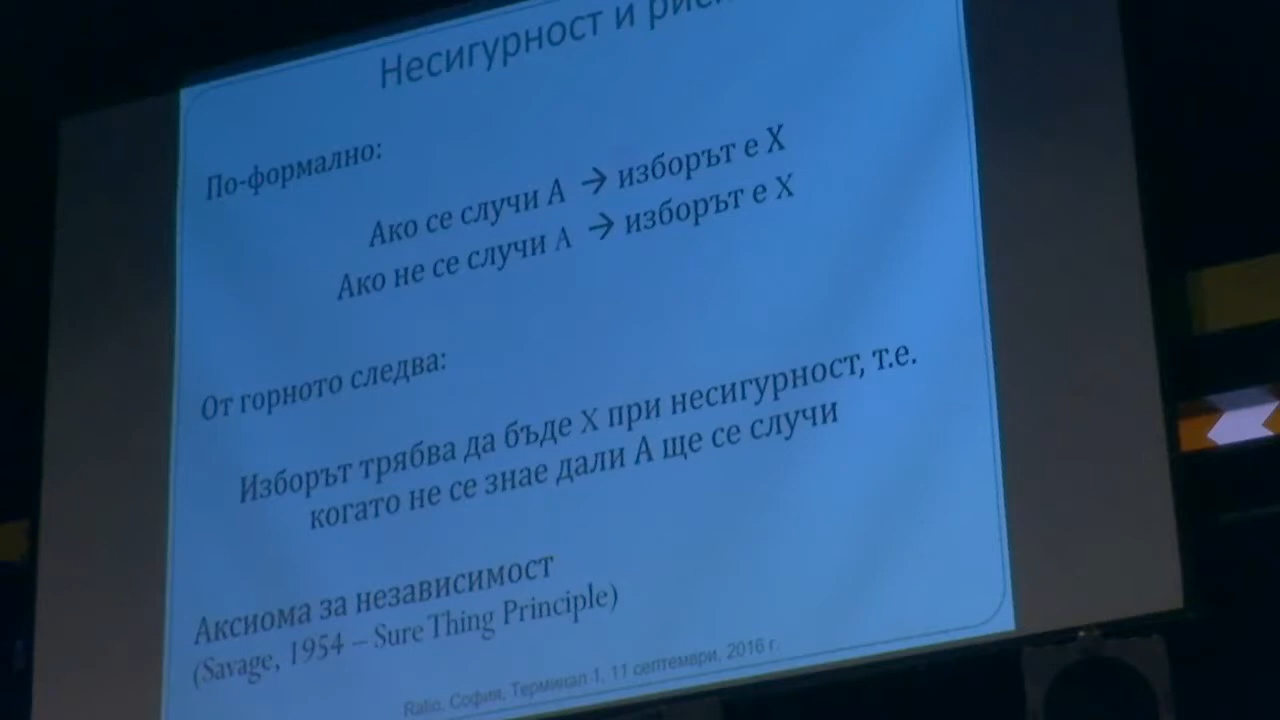 Несигурност и
По-формално:
Ако се случи А → изборът е X
Ако не се случи А → изборът е X
От горното следва:
Изборът трябва да бъде X при несигурност, т.е.
когато не се знае дали А ще се случи
Аксиома за независимост
(Savage, 1954 – Sure Thing Principle)
Ratio, София, Терминал 1, 11 септември, 2016 г.